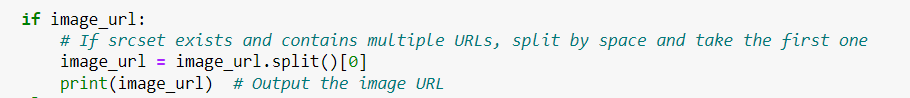 if image_url:
# If srcset exists and contains multiple URLs, split by space and take the first one
image_url = image_url.split()[0]
print(image_url)  # Output the image URL